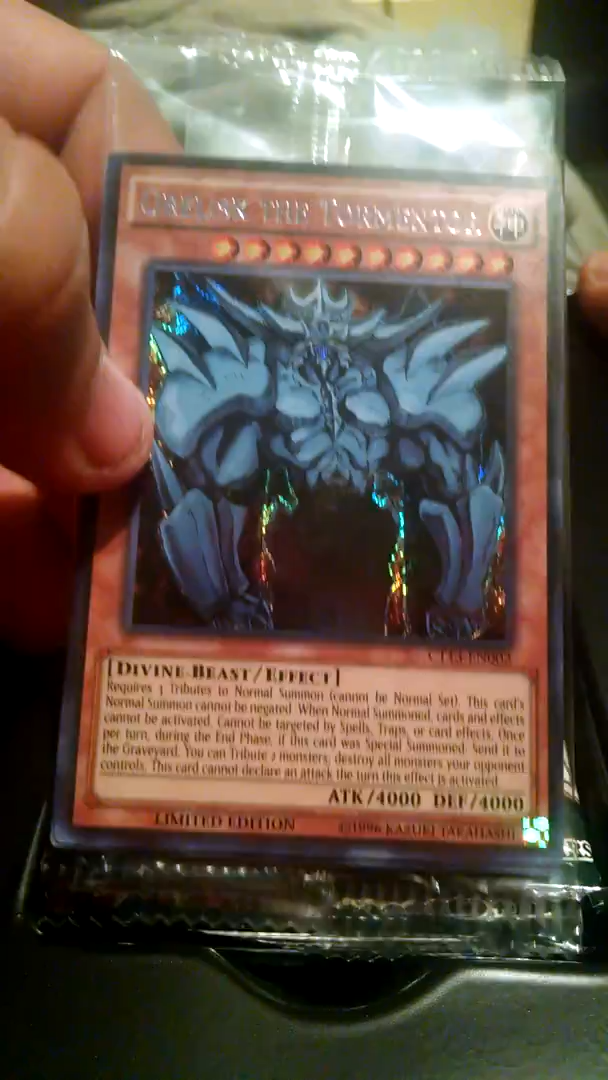 OBELISK THE TORMENTOR
CT13-EN002
[DIVINE-BEAST/EFFECT]
Requires 3 Tributes to Normal Summon (cannot be Normal Set). This card's
Normal Summon cannot be negated. When Normal Summoned, cards and effects
cannot be activated. Cannot be targeted by Spells, Traps, or card effects. Once
per turn, during the End Phase, if this card was Special Summoned: Send it to
the Graveyard. You can Tribute 2 monsters; destroy all monsters your opponent
controls. This card cannot declare an attack the turn this effect is activated.
ATK/4000 DEF/4000
LIMITED EDITION ©1996 KAZUKI TAKAHASHI